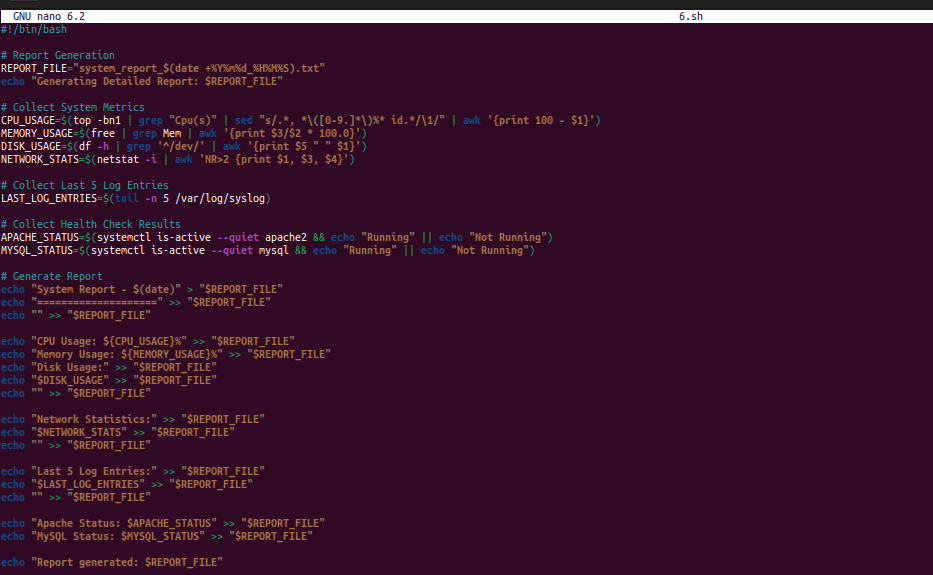 GNU nano 6.2 6.sh
#!/bin/bash
# Report Generation
REPORT_FILE="system_report_$(date +%Y%m%d_%H%M%S).txt"
echo "Generating Detailed Report: $REPORT_FILE"
# Collect System Metrics
CPU_USAGE=$(top -bn1 | grep "Cpu(s)" | sed "s/.*, *\([0-9.]*\)%* id.*/\1/" | awk '{print 100 - $1}')
MEMORY_USAGE=$(free | grep Mem | awk '{print $3/$2 * 100.0}')
DISK_USAGE=$(df -h | grep '^/dev/' | awk '{print $5 " " $1}')
NETWORK_STATS=$(netstat -i | awk 'NR>2 {print $1, $3, $4}')
# Collect Last 5 Log Entries
LAST_LOG_ENTRIES=$(tail -n 5 /var/log/syslog)
# Collect Health Check Results
APACHE_STATUS=$(systemctl is-active --quiet apache2 && echo "Running" || echo "Not Running")
MYSQL_STATUS=$(systemctl is-active --quiet mysql && echo "Running" || echo "Not Running")
# Generate Report
echo "System Report - $(date)" > "$REPORT_FILE"
echo "====================" >> "$REPORT_FILE"
echo "" >> "$REPORT_FILE"
echo "CPU Usage: ${CPU_USAGE}%" >> "$REPORT_FILE"
echo "Memory Usage: ${MEMORY_USAGE}%" >> "$REPORT_FILE"
echo "Disk Usage:" >> "$REPORT_FILE"
echo "$DISK_USAGE" >> "$REPORT_FILE"
echo "" >> "$REPORT_FILE"
echo "Network Statistics:" >> "$REPORT_FILE"
echo "$NETWORK_STATS" >> "$REPORT_FILE"
echo "" >> "$REPORT_FILE"
echo "Last 5 Log Entries:" >> "$REPORT_FILE"
echo "$LAST_LOG_ENTRIES" >> "$REPORT_FILE"
echo "" >> "$REPORT_FILE"
echo "Apache Status: $APACHE_STATUS" >> "$REPORT_FILE"
echo "MySQL Status: $MYSQL_STATUS" >> "$REPORT_FILE"
echo "Report generated: $REPORT_FILE"